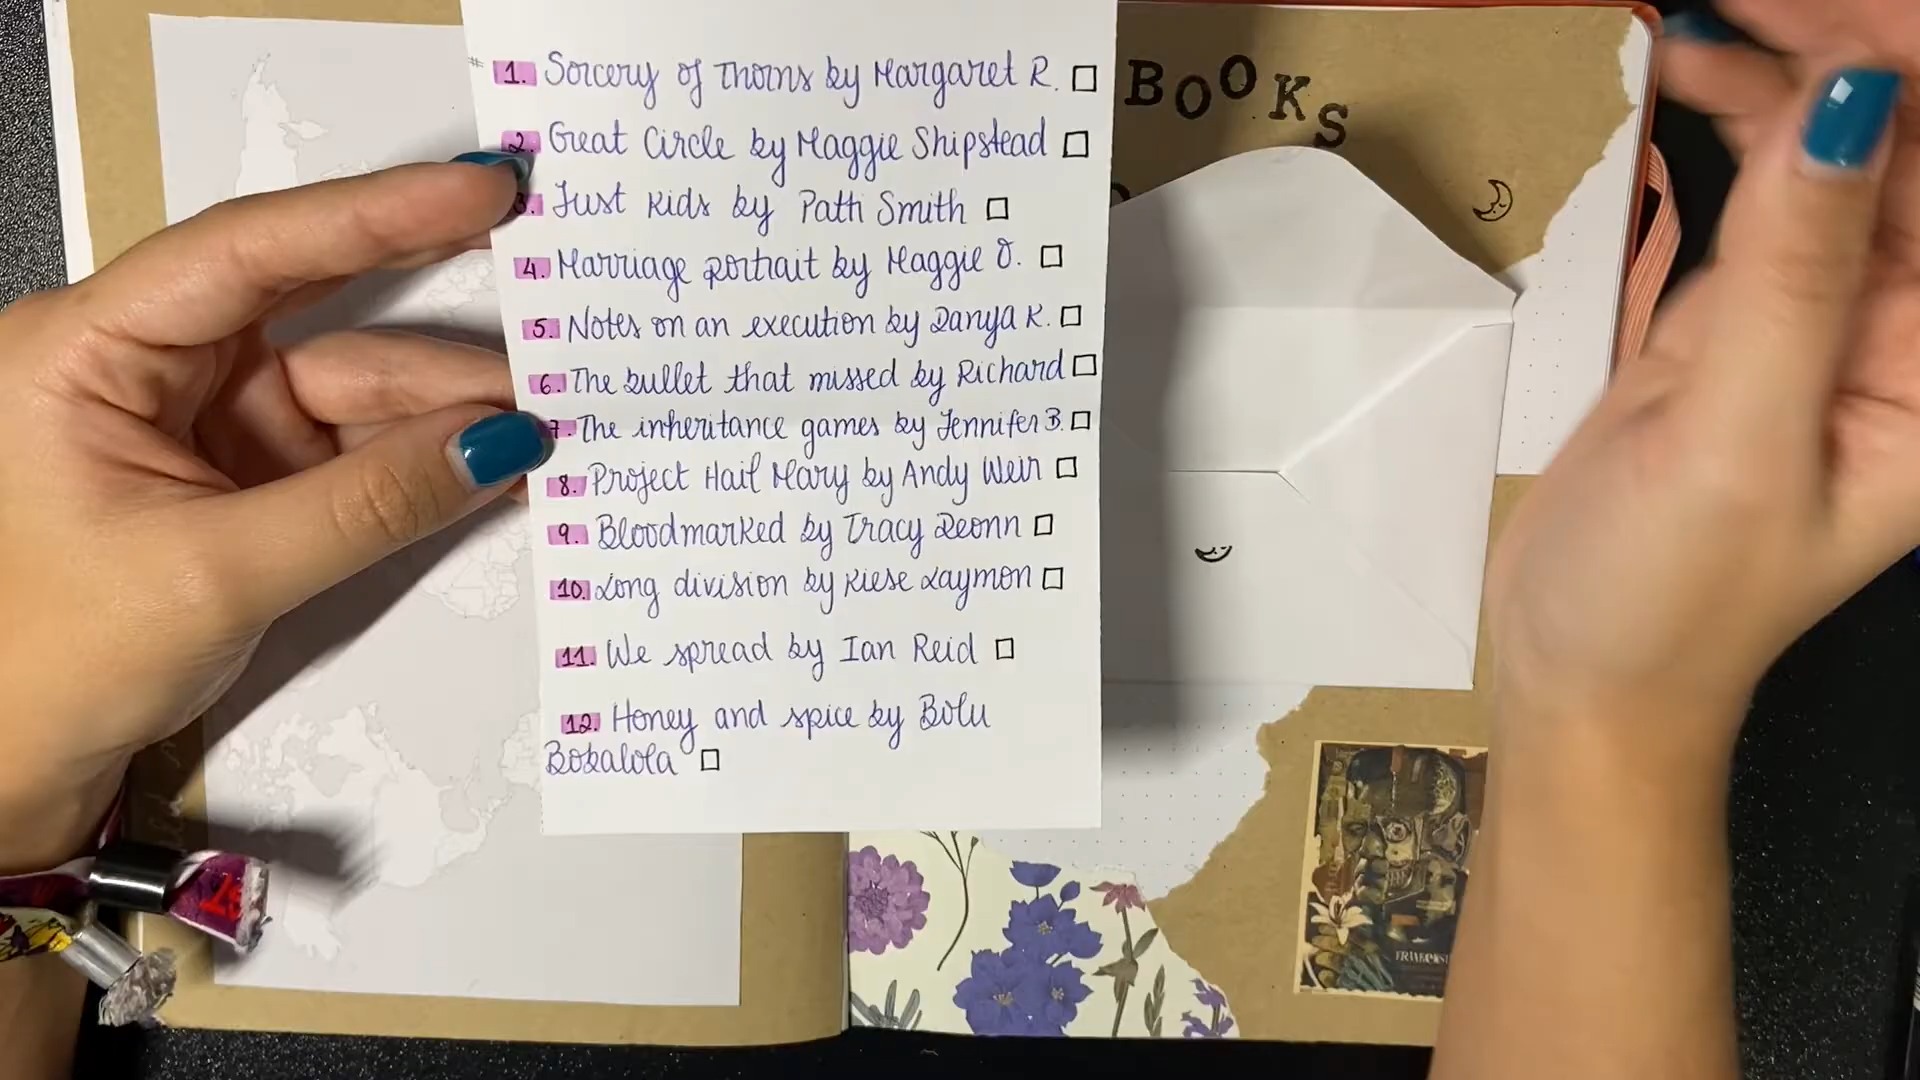 1. Sorcery of Thorns by Margaret R.
2. Great Circle by Maggie Shipstead
3. Just Kids by Patti Smith
4. Marriage portrait by Maggie O.
5. Notes on an execution by Danya K.
6. The bullet that missed by Richard
7. The inheritance games by Jennifer B.
8. Project Hail Mary by Andy Weir
9. Bloodmarked by Tracy Deonn
10. Long division by Kiese Laymon
11. We spread by Ian Reid
12. Honey and spice by Bolu
Bobalola
BOOKS